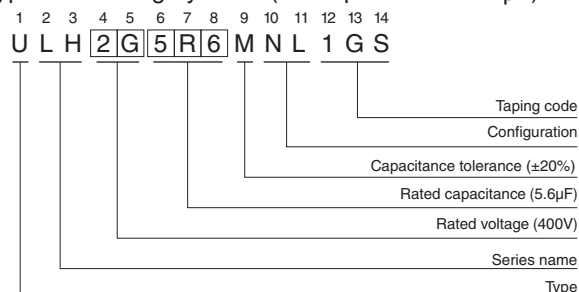 1 2 3 4 5 6 7 8 9 10 11 12 13 14
U L H 2 G 5 R 6 M N L 1 G S
Taping code
Configuration
Capacitance tolerance (±20%)
Rated capacitance (5.6µF)
Rated voltage (400V)
Series name
Type